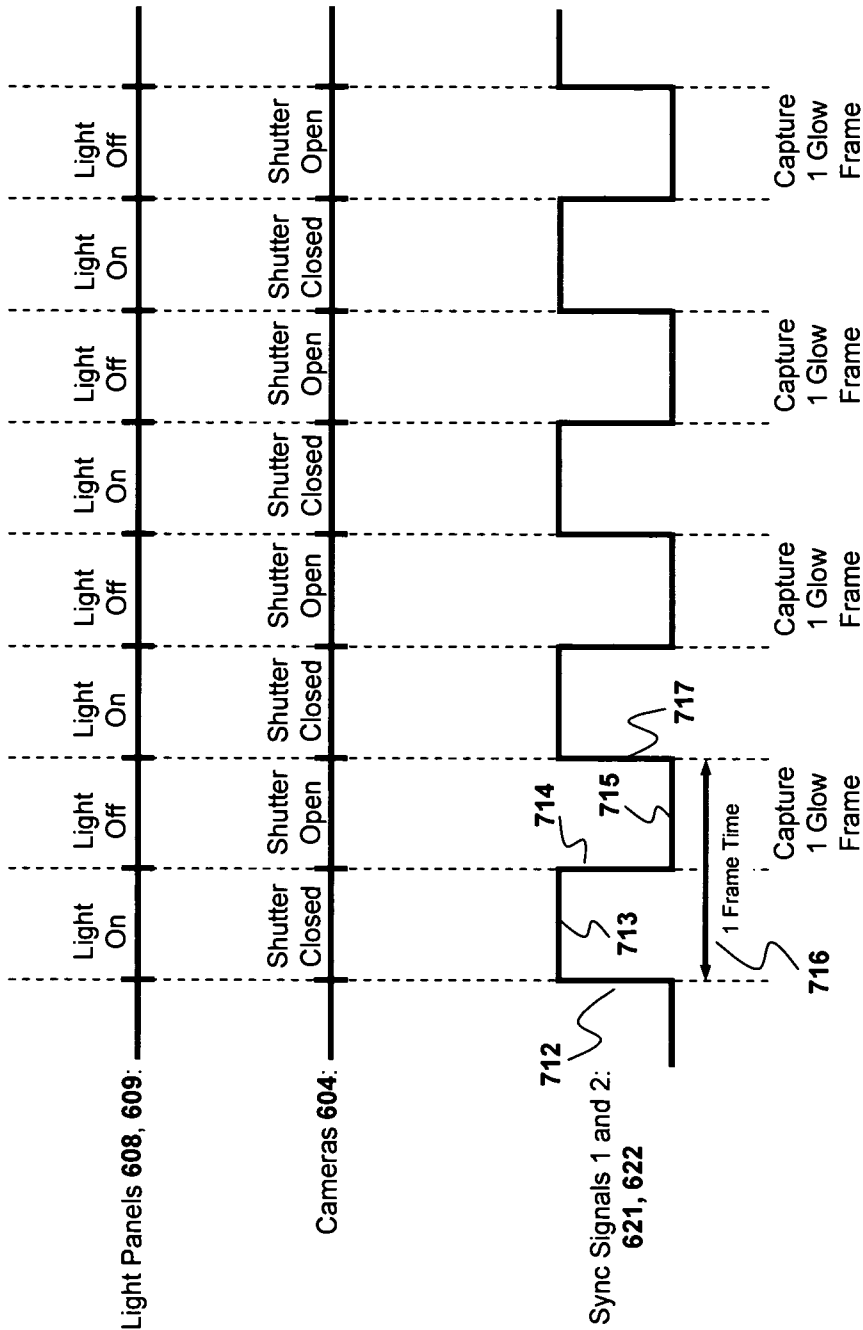 Light Panels 608, 609:
Light
On
Light
Off
Light
On
Light
Off
Light
On
Light
Off
Light
On
Light
Off
Cameras 604:
Shutter
Closed
Shutter
Open
Shutter
Closed
Shutter
Open
Shutter
Closed
Shutter
Open
Shutter
Closed
Shutter
Open
Sync Signals 1 and 2:
621, 622
712
713
714
715
717
1 Frame Time
716
Capture
1 Glow
Frame
Capture
1 Glow
Frame
Capture
1 Glow
Frame
Capture
1 Glow
Frame